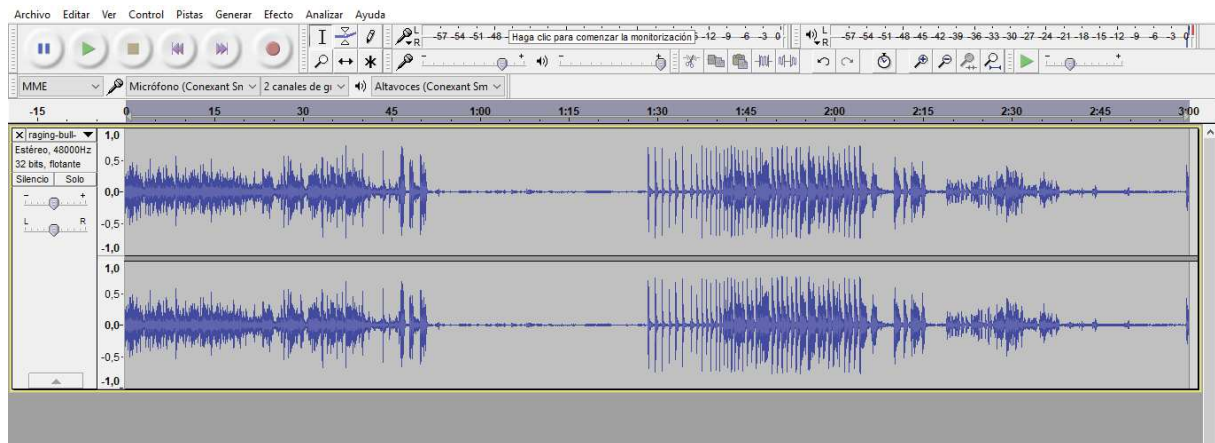 Archivo Editar Ver Control Pistas Generar Efecto Analizar Ayuda
L R -57 -54 -51 -48 Haga clic para comenzar la monitorización -12 -9 -6 -3 0 L R -57 -54 -51 -48 -45 -42 -39 -36 -33 -30 -27 -24 -21 -18 -15 -12 -9 -6 -3 0
- + - + - +
MME Micrófono (Conexant Sn 2 canales de gr Altavoces (Conexant Sm
-15 0 15 30 45 1:00 1:15 1:30 1:45 2:00 2:15 2:30 2:45 3:00
X raging-bull- 1,0
Estéreo, 48000Hz
32 bits, flotante 0,5
Silencio Solo
- + 0,0
L R -0,5
-1,0
1,0
0,5
0,0
-0,5
-1,0